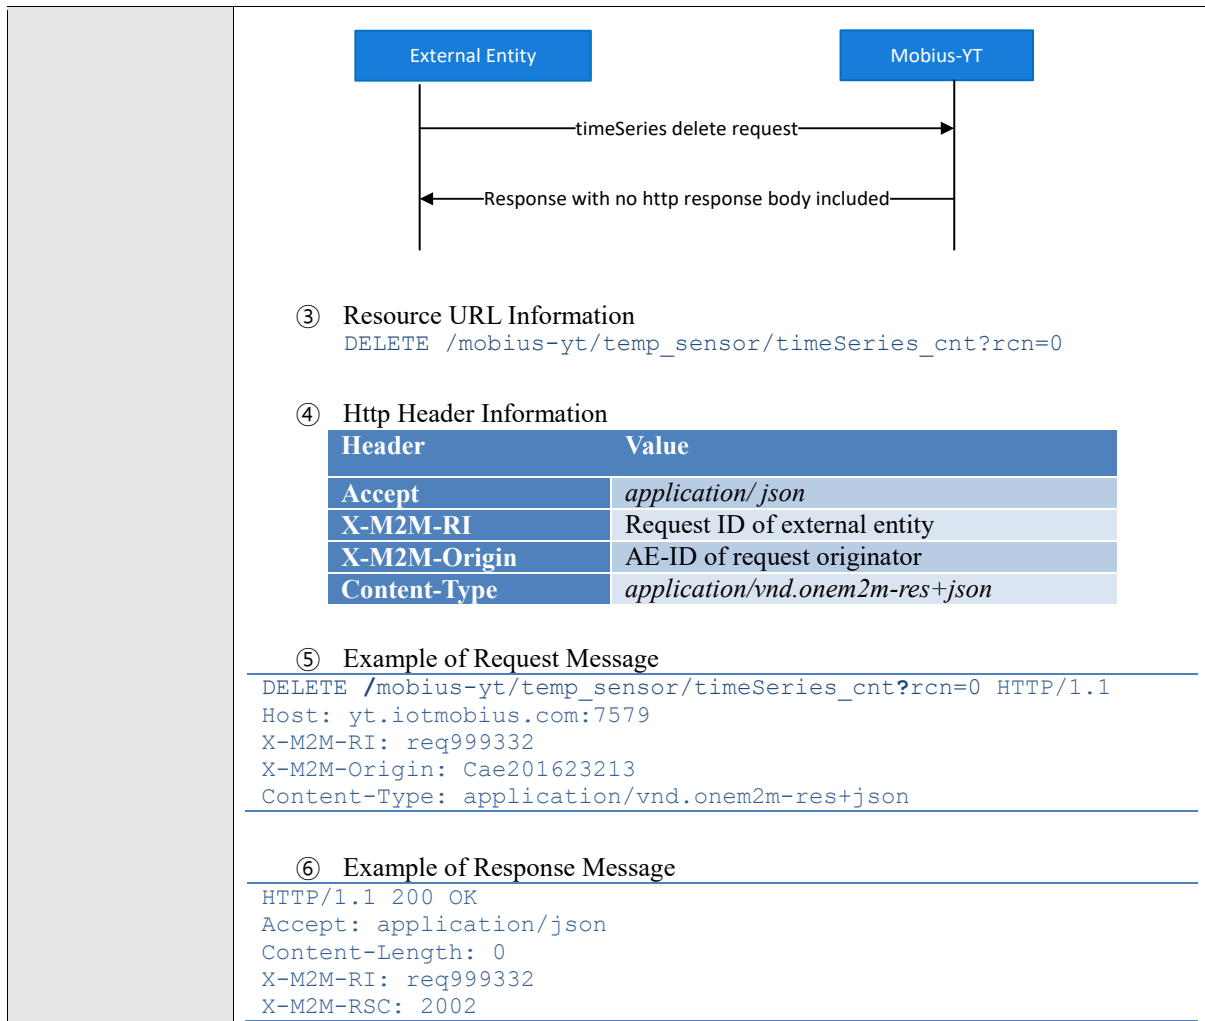 External Entity
Mobius-YT
timeSeries delete request
Response with no http response body included
③ Resource URL Information
DELETE /mobius-yt/temp_sensor/timeSeries_cnt?rcn=0
④ Http Header Information
Header Value
Accept application/ json
X-M2M-RI Request ID of external entity
X-M2M-Origin AE-ID of request originator
Content-Type application/vnd.onem2m-res+json
⑤ Example of Request Message
DELETE /mobius-yt/temp_sensor/timeSeries_cnt?rcn=0 HTTP/1.1
Host: yt.iotmobius.com:7579
X-M2M-RI: req999332
X-M2M-Origin: Cae201623213
Content-Type: application/vnd.onem2m-res+json
⑥ Example of Response Message
HTTP/1.1 200 OK
Accept: application/json
Content-Length: 0
X-M2M-RI: req999332
X-M2M-RSC: 2002